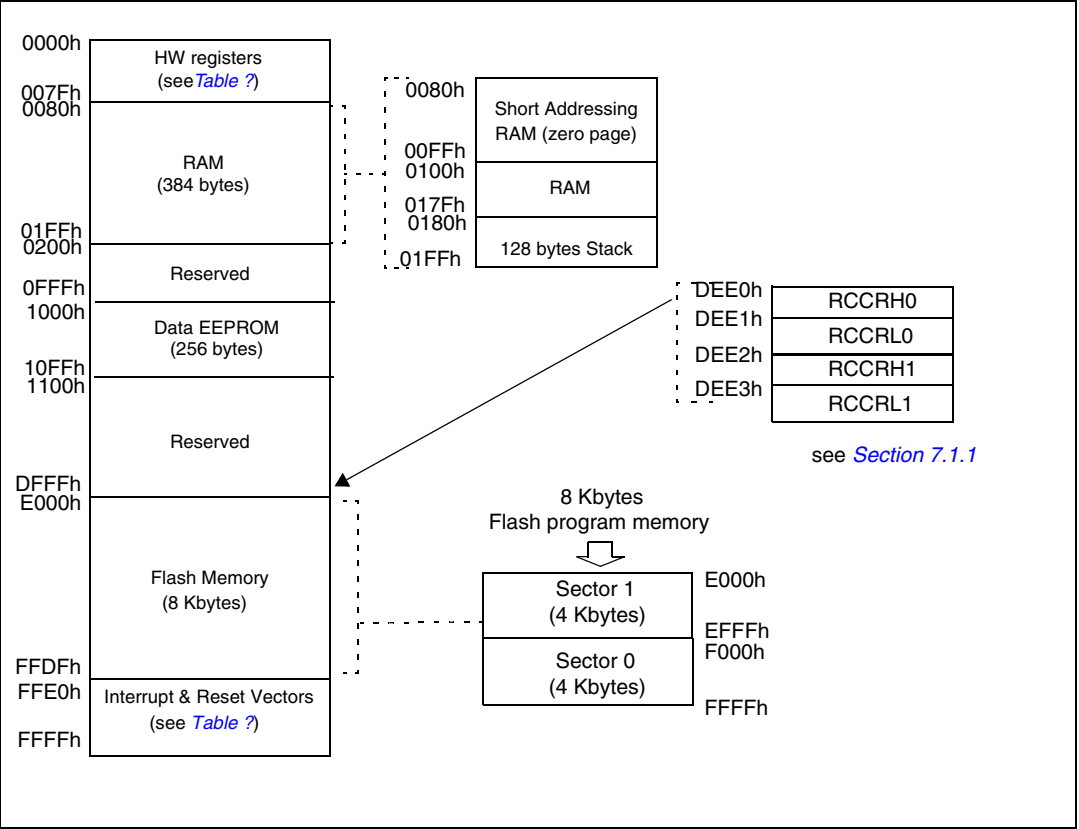 0000h
HW registers
(seeTable ?)
007Fh
0080h
RAM
(384 bytes)
01FFh
0200h
Reserved
0FFFh
1000h
Data EEPROM
(256 bytes)
10FFh
1100h
Reserved
DFFFh
E000h
Flash Memory
(8 Kbytes)
FFDFh
FFE0h
Interrupt & Reset Vectors
(see Table ?)
FFFFh
0080h
Short Addressing
RAM (zero page)
00FFh
0100h
RAM
017Fh
0180h
128 bytes Stack
01FFh
DEE0h
RCCRH0
DEE1h
RCCRL0
DEE2h
RCCRH1
DEE3h
RCCRL1
see Section 7.1.1
8 Kbytes
Flash program memory
Sector 1
(4 Kbytes)
E000h
EFFFh
F000h
Sector 0
(4 Kbytes)
FFFFh